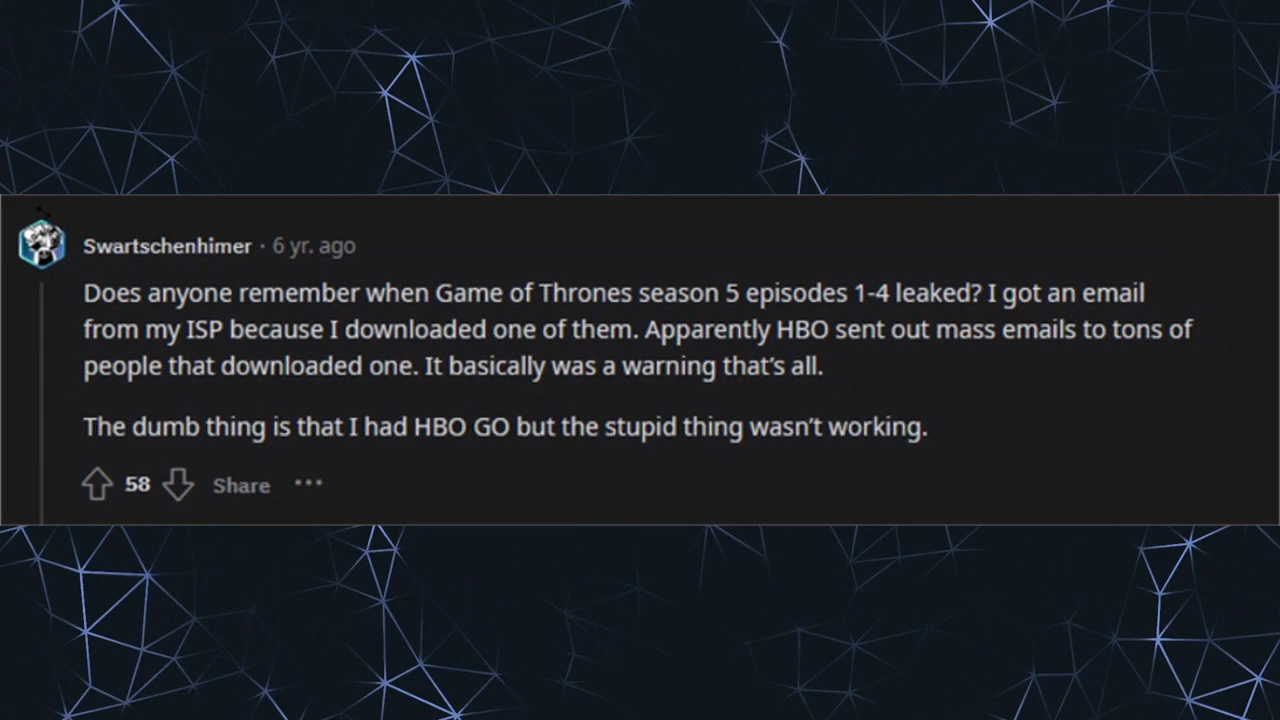 Swartschenhimer · 6 yr. ago
Does anyone remember when Game of Thrones season 5 episodes 1-4 leaked? I got an email
from my ISP because I downloaded one of them. Apparently HBO sent out mass emails to tons of
people that downloaded one. It basically was a warning that’s all.
The dumb thing is that I had HBO GO but the stupid thing wasn’t working.
58 Share ···